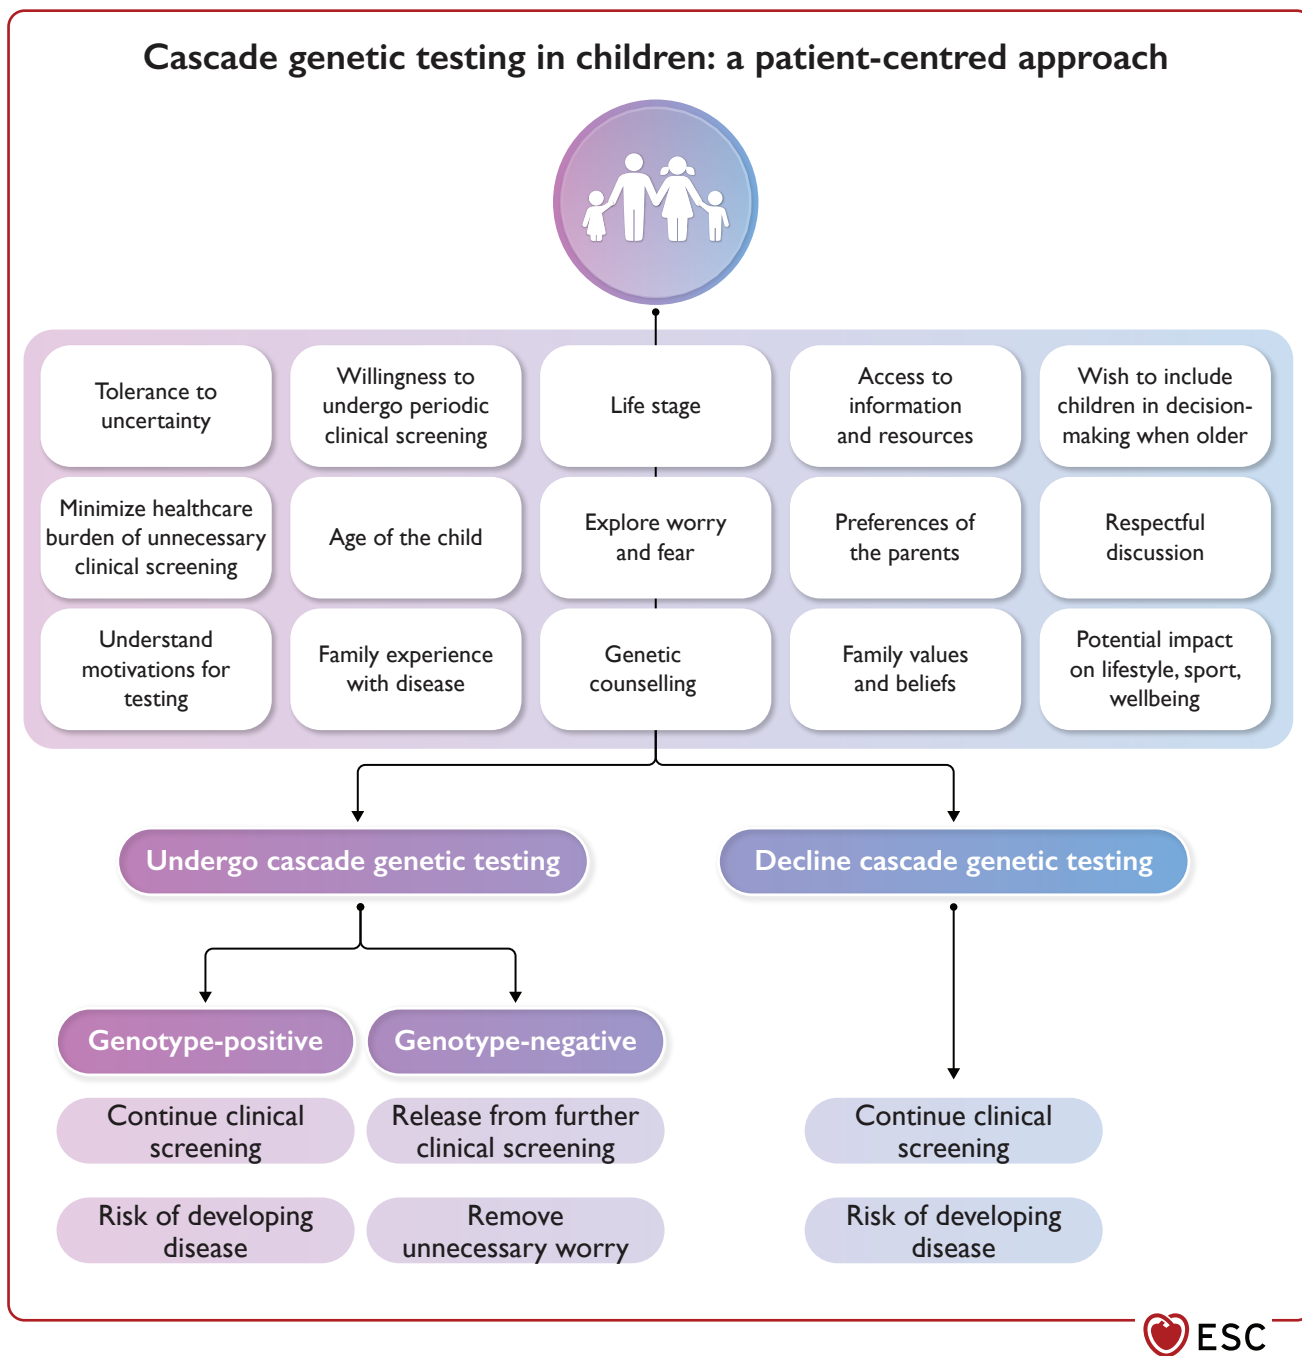 Cascade genetic testing in children: a patient-centred approach
Tolerance to
uncertainty
Willingness to
undergo periodic
clinical screening
Life stage
Access to
information
and resources
Wish to include
children in decision-
making when older
Minimize healthcare
burden of unnecessary
clinical screening
Age of the child
Explore worry
and fear
Preferences of
the parents
Respectful
discussion
Understand
motivations for
testing
Family experience
with disease
Genetic
counselling
Family values
and beliefs
Potential impact
on lifestyle, sport,
wellbeing
Undergo cascade genetic testing
Decline cascade genetic testing
Genotype-positive
Genotype-negative
Continue clinical
screening
Release from further
clinical screening
Continue clinical
screening
Risk of developing
disease
Remove
unnecessary worry
Risk of developing
disease
ESC